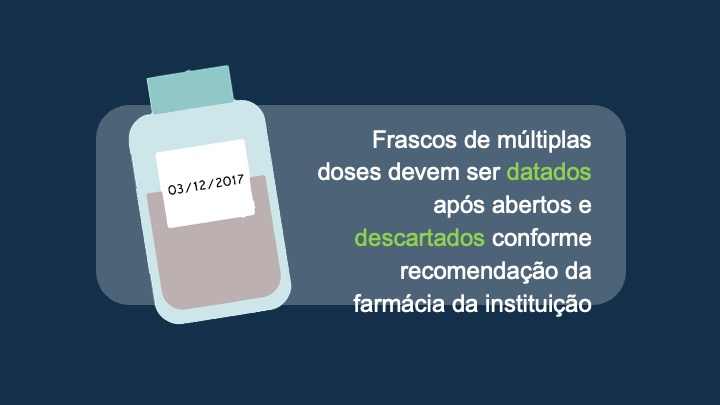 03/12/2017
Frascos de múltiplas
doses devem ser datados
após abertos e
descartados conforme
recomendação da
farmácia da instituição